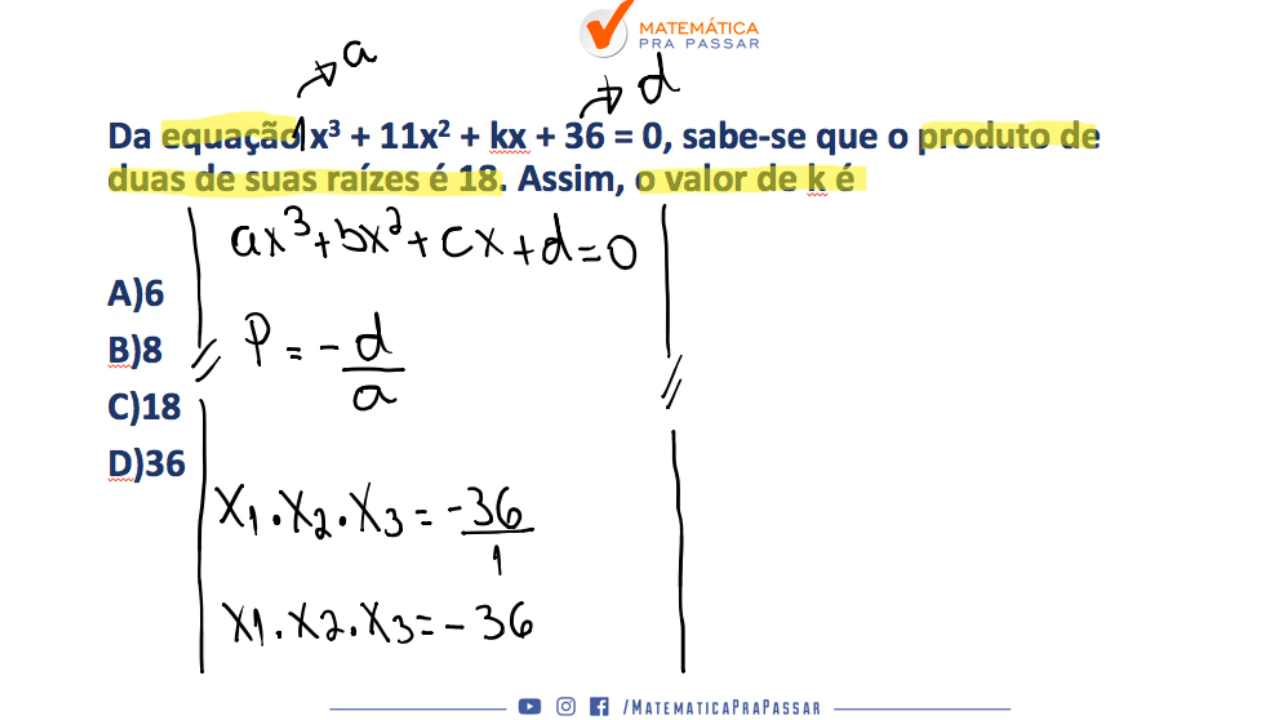 MATEMÁTICA
PRA PASSAR
a
d
Da equação 1x³ + 11x² + kx + 36 = 0, sabe-se que o produto de
duas de suas raízes é 18. Assim, o valor de k é
ax³+bx²+cx+d=0
A)6
B)8
C)18
D)36
P = -d/a
X1.X2.X3 = -36/1
X1.X2.X3 = -36
/MatematicaPraPassar